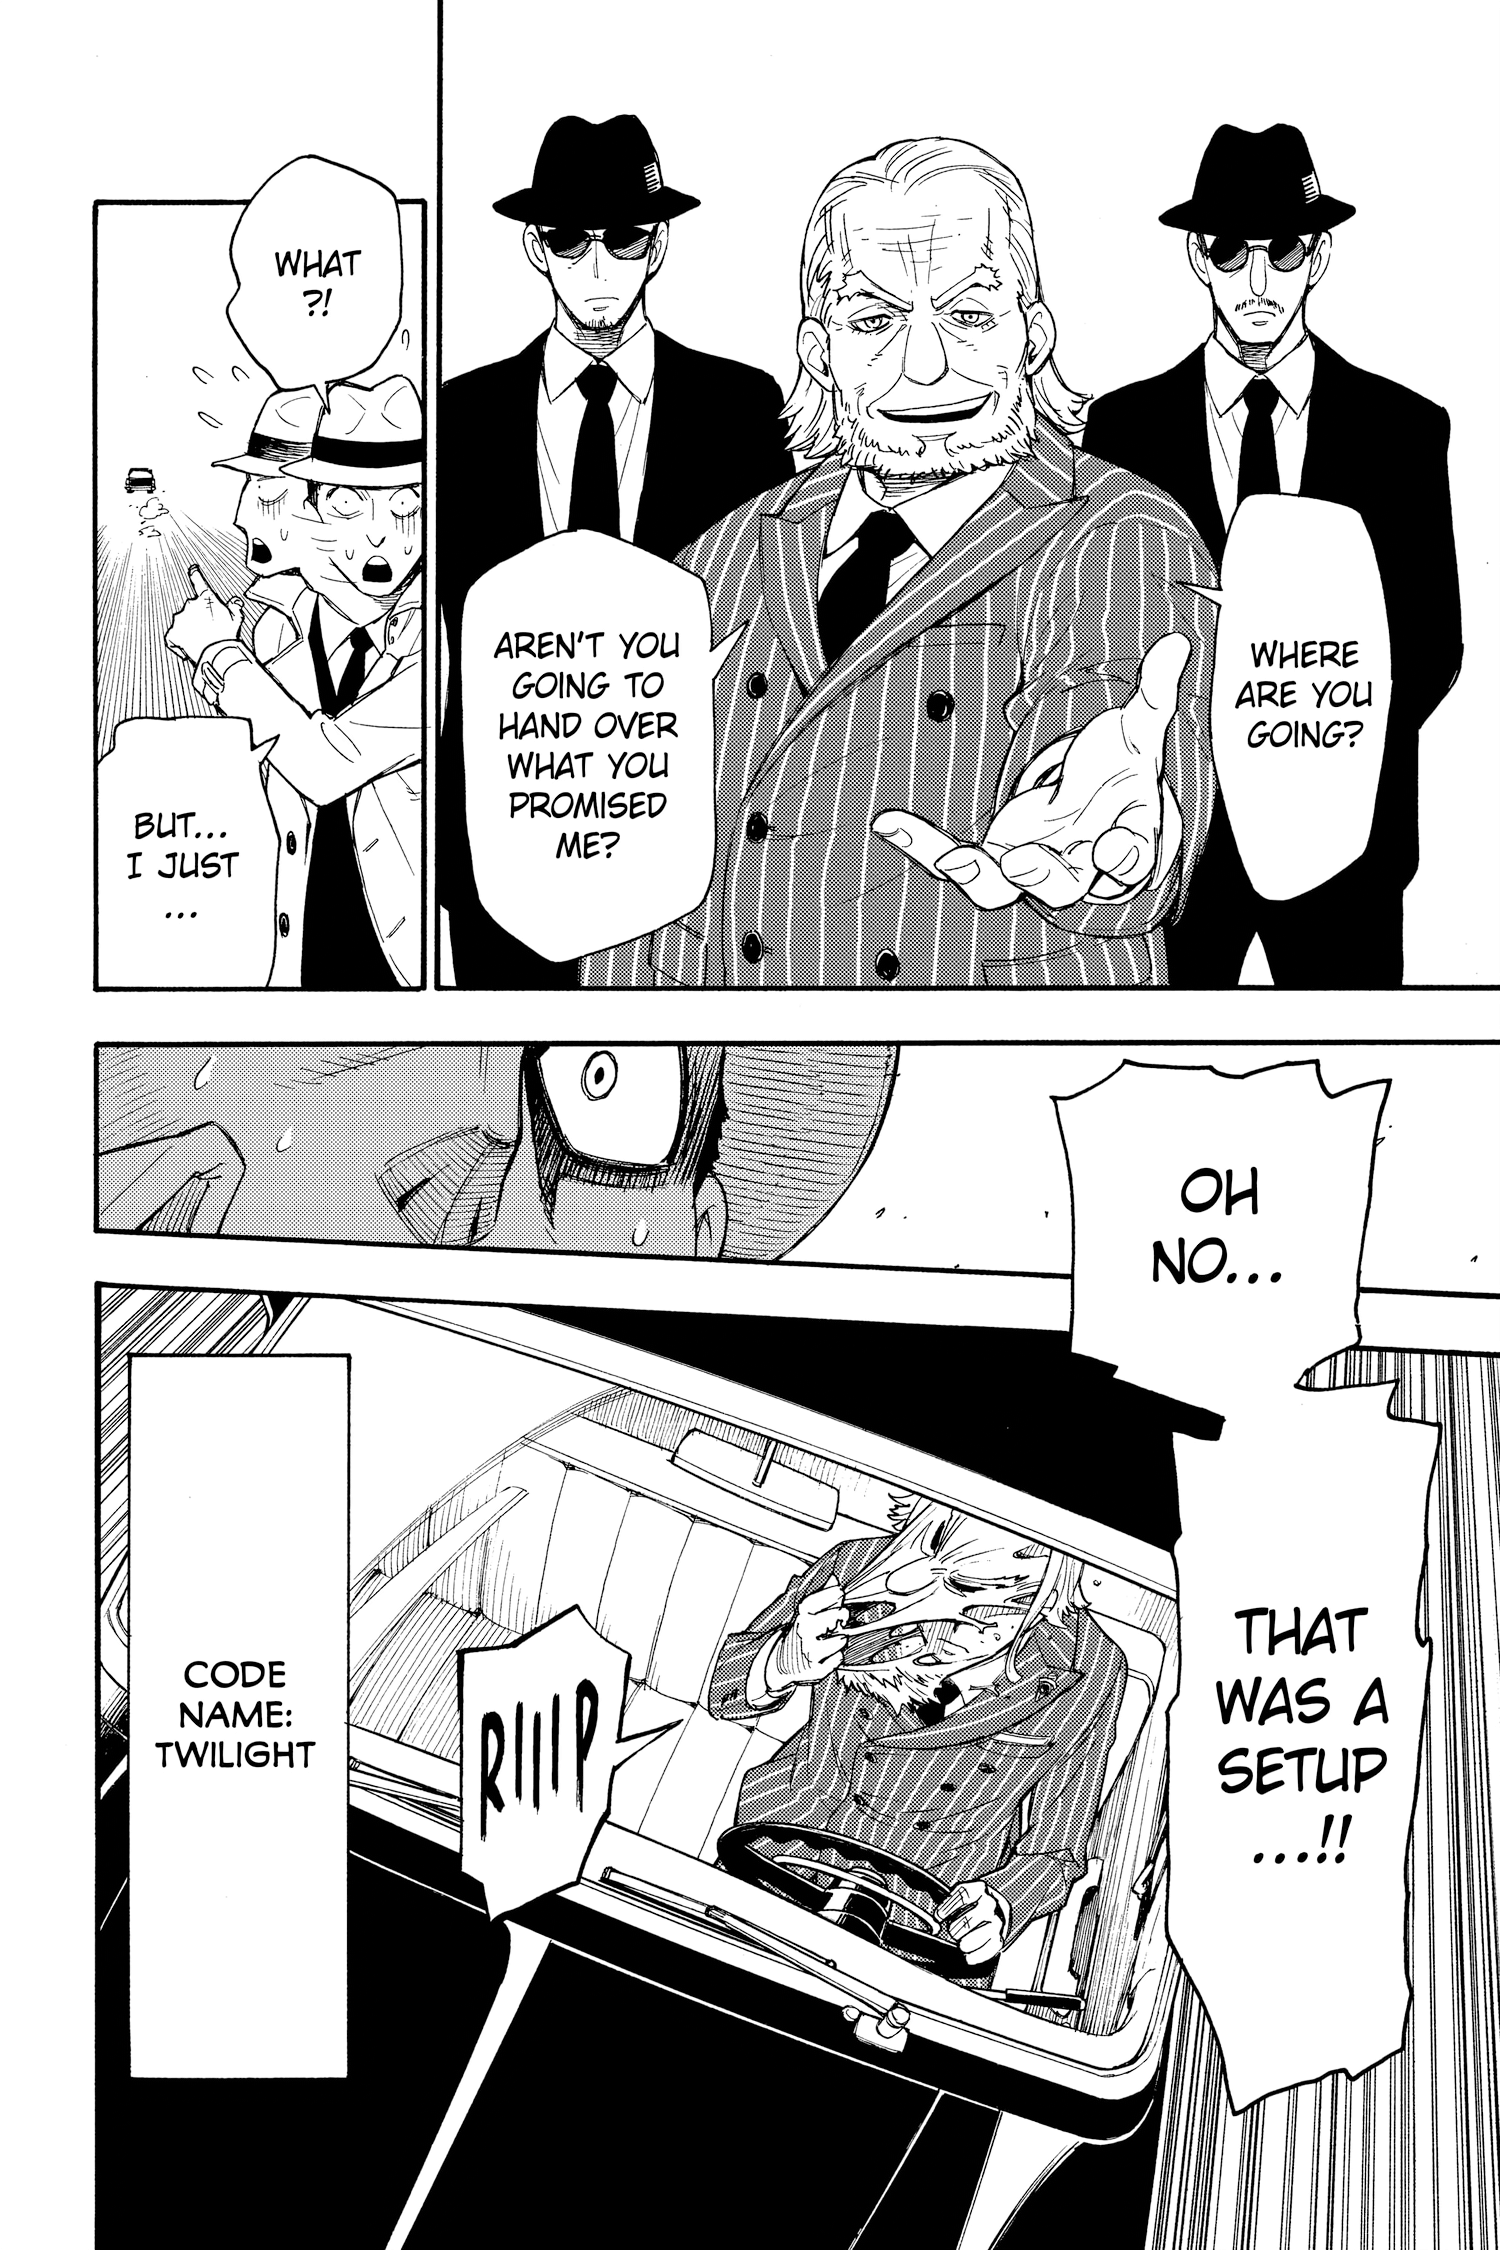 WHERE
ARE YOU
GOING?
AREN'T YOU
GOING TO
HAND OVER
WHAT YOU
PROMISED
ME?
WHAT
?!
BUT...
I JUST
...
OH
NO...
THAT
WAS A
SETUP
...!!
RIIIP
CODE
NAME:
TWILIGHT